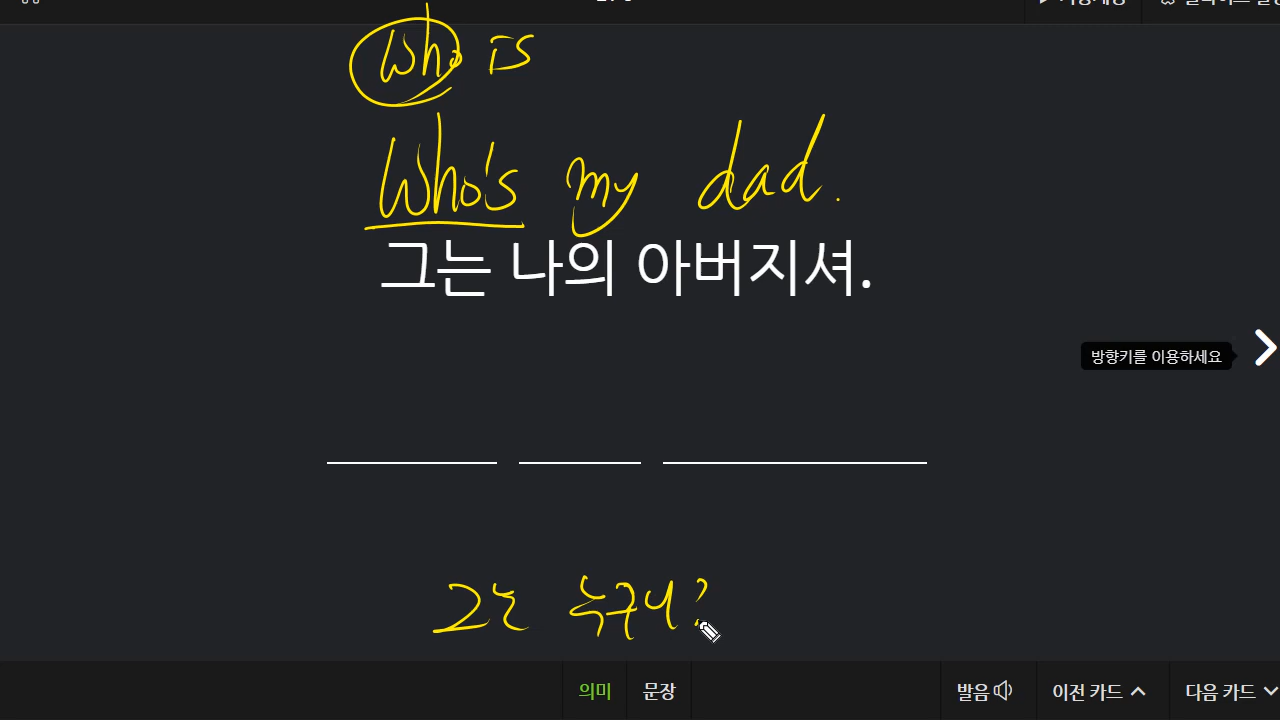 Who is
Who's my dad.
그는 나의 아버지셔.
방향키를 이용하세요
그는 누구니?
의미 문장 발음 이전 카드 다음 카드